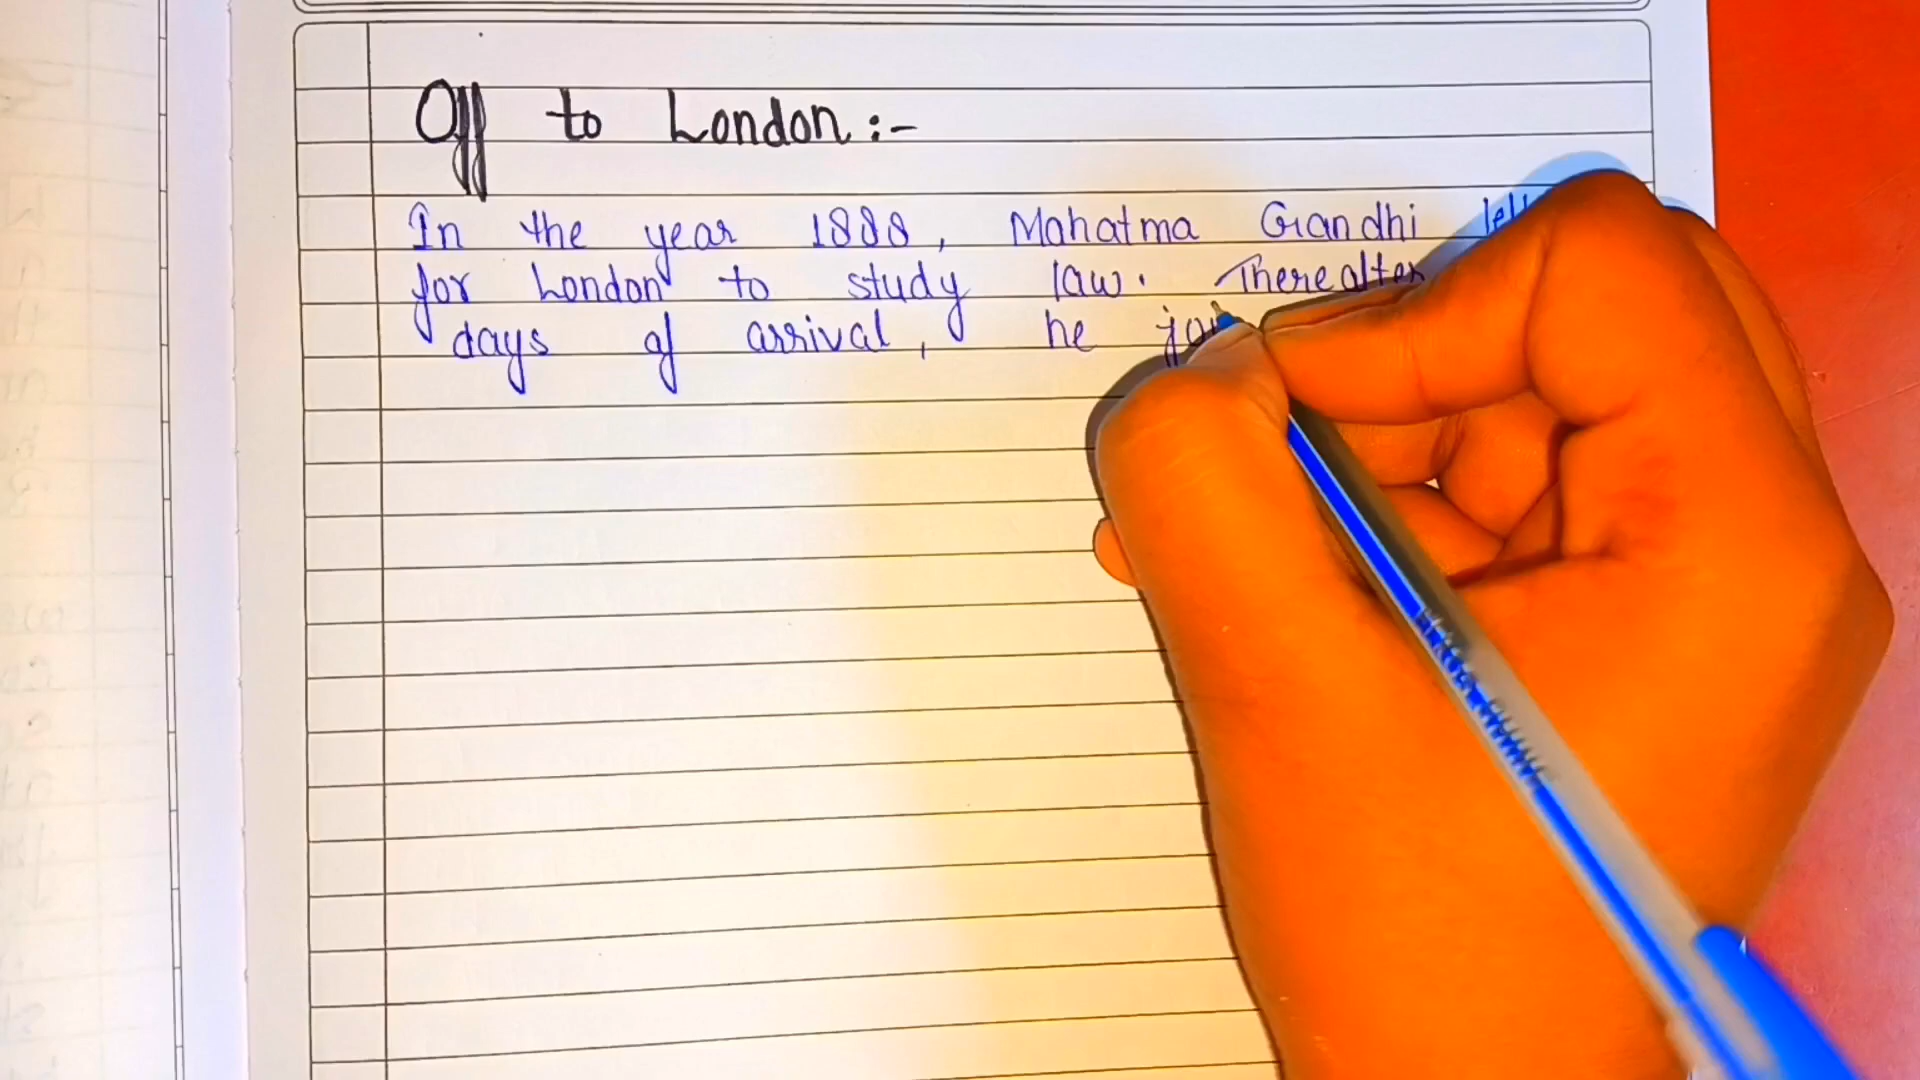 Off to London :-
In the year 1888, Mahatma Gandhi left
for London to study law. Thereafter
days of arrival, he